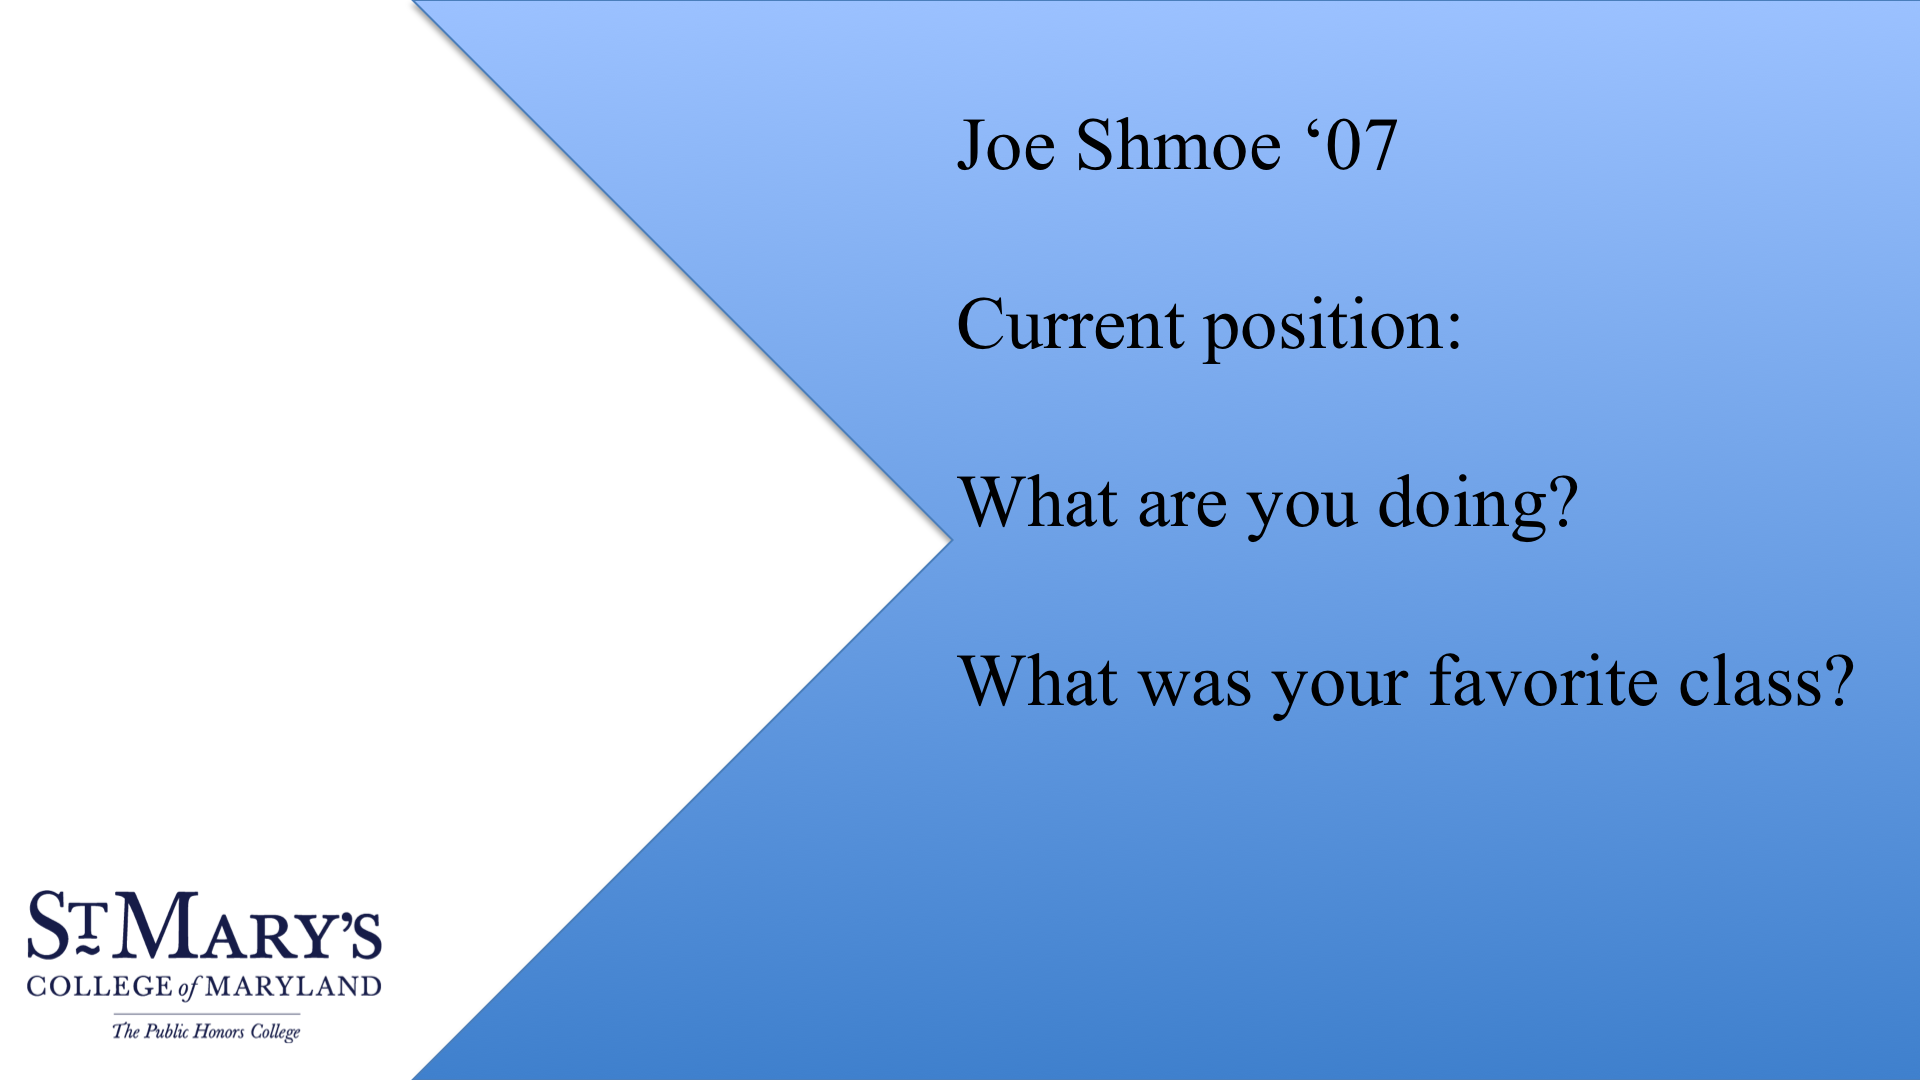 Joe Shmoe ‘07
Current position:
What are you doing?
What was your favorite class?
ST MARY’S
COLLEGE of MARYLAND
The Public Honors College